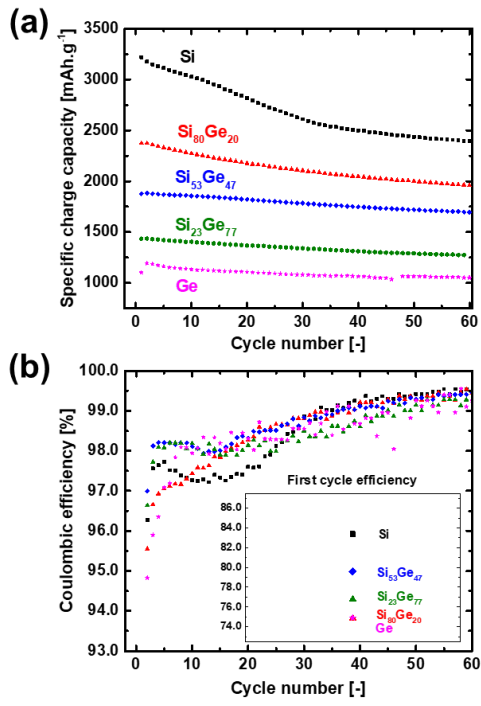 (a)
Specific charge capacity [mAh.g⁻¹]
3500
3000
2500
2000
1500
1000
Si
Si₈₀Ge₂₀
Si₅₃Ge₄₇
Si₂₃Ge₇₇
Ge
0 10 20 30 40 50 60
Cycle number [-]
(b)
Coulombic efficiency [%]
100.0
99.0
98.0
97.0
96.0
95.0
94.0
93.0
First cycle efficiency
86.0
84.0
82.0
80.0
78.0
76.0
74.0
Si
Si₅₃Ge₄₇
Si₂₃Ge₇₇
Si₈₀Ge₂₀
Ge
0 10 20 30 40 50 60
Cycle number [-]